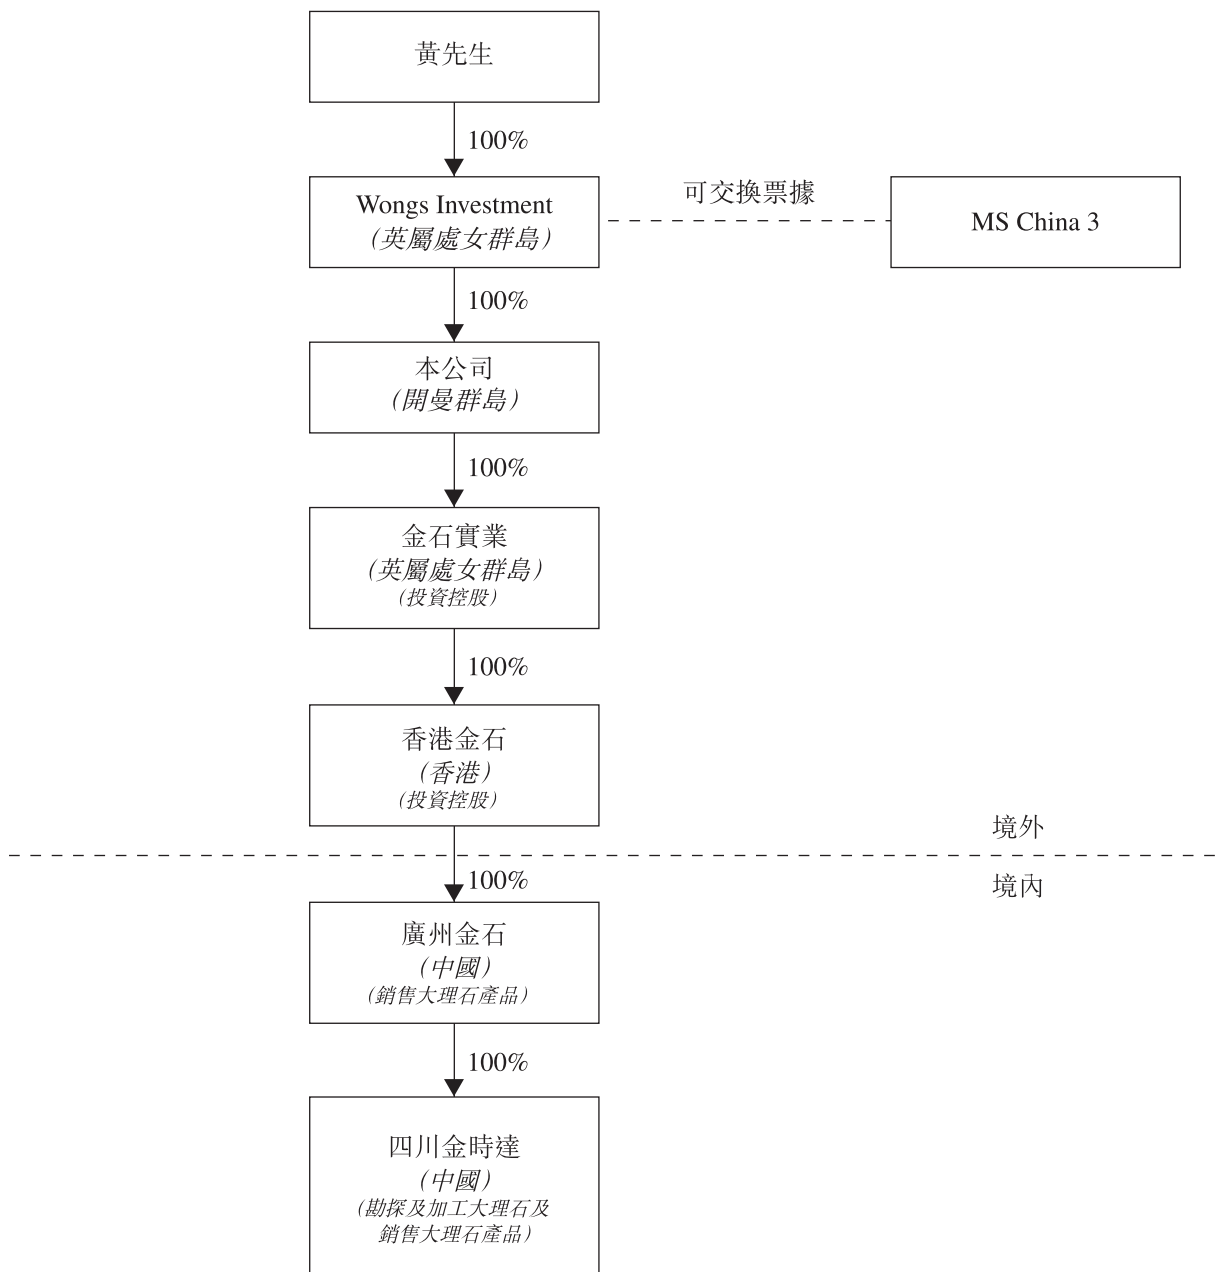 黃先生
100%
Wongs Investment
(英屬處女群島)
可交換票據
MS China 3
100%
本公司
(開曼群島)
100%
金石實業
(英屬處女群島)
(投資控股)
100%
香港金石
(香港)
(投資控股)
境外
100%
境內
廣州金石
(中國)
(銷售大理石產品)
100%
四川金時達
(中國)
(勘探及加工大理石及
銷售大理石產品)